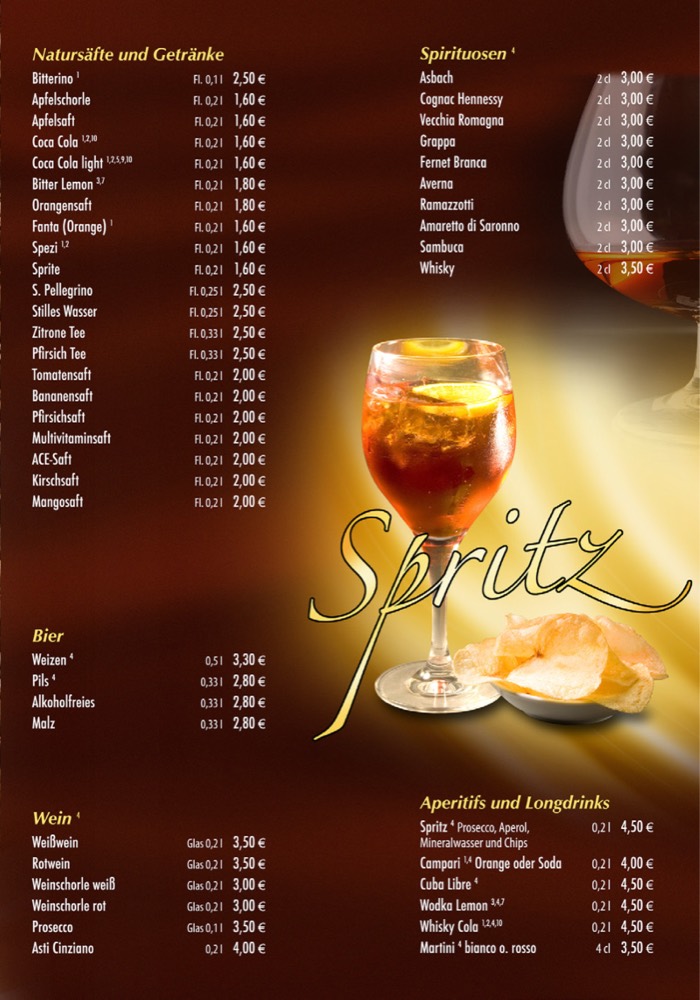 Natursäfte und Getränke
Bitterino ¹ Fl. 0,1 l 2,50 €
Apfelschorle Fl. 0,2 l 1,60 €
Apfelsaft Fl. 0,2 l 1,60 €
Coca Cola ¹,²,¹⁰ Fl. 0,2 l 1,60 €
Coca Cola light ¹,²,⁵,⁹,¹⁰ Fl. 0,2 l 1,60 €
Bitter Lemon ³,⁷ Fl. 0,2 l 1,80 €
Orangensaft Fl. 0,2 l 1,80 €
Fanta (Orange) ¹ Fl. 0,2 l 1,60 €
Spezi ¹,² Fl. 0,2 l 1,60 €
Sprite Fl. 0,2 l 1,60 €
S. Pellegrino Fl. 0,25 l 2,50 €
Stilles Wasser Fl. 0,25 l 2,50 €
Zitrone Tee Fl. 0,33 l 2,50 €
Pfirsich Tee Fl. 0,33 l 2,50 €
Tomatensaft Fl. 0,2 l 2,00 €
Bananensaft Fl. 0,2 l 2,00 €
Pfirsichsaft Fl. 0,2 l 2,00 €
Multivitaminsaft Fl. 0,2 l 2,00 €
ACE-Saft Fl. 0,2 l 2,00 €
Kirschsaft Fl. 0,2 l 2,00 €
Mangosaft Fl. 0,2 l 2,00 €
Bier
Weizen ⁴ 0,5 l 3,30 €
Pils ⁴ 0,33 l 2,80 €
Alkoholfreies 0,33 l 2,80 €
Malz 0,33 l 2,80 €
Wein ⁴
Weißwein Glas 0,2 l 3,50 €
Rotwein Glas 0,2 l 3,50 €
Weinschorle weiß Glas 0,2 l 3,00 €
Weinschorle rot Glas 0,2 l 3,00 €
Prosecco Glas 0,1 l 3,50 €
Asti Cinziano 0,2 l 4,00 €
Spirituosen ⁴
Asbach 2 cl 3,00 €
Cognac Hennessy 2 cl 3,00 €
Vecchia Romagna 2 cl 3,00 €
Grappa 2 cl 3,00 €
Fernet Branca 2 cl 3,00 €
Averna 2 cl 3,00 €
Ramazzotti 2 cl 3,00 €
Amaretto di Saronno 2 cl 3,00 €
Sambuca 2 cl 3,00 €
Whisky 2 cl 3,50 €
Spritz
Aperitifs und Longdrinks
Spritz ⁴ Prosecco, Aperol, 0,2 l 4,50 €
Mineralwasser und Chips
Campari ¹,⁴ Orange oder Soda 0,2 l 4,00 €
Cuba Libre ⁴ 0,2 l 4,50 €
Wodka Lemon ³,⁴,⁷ 0,2 l 4,50 €
Whisky Cola ¹,²,⁴,¹⁰ 0,2 l 4,50 €
Martini ⁴ bianco o. rosso 4 cl 3,50 €